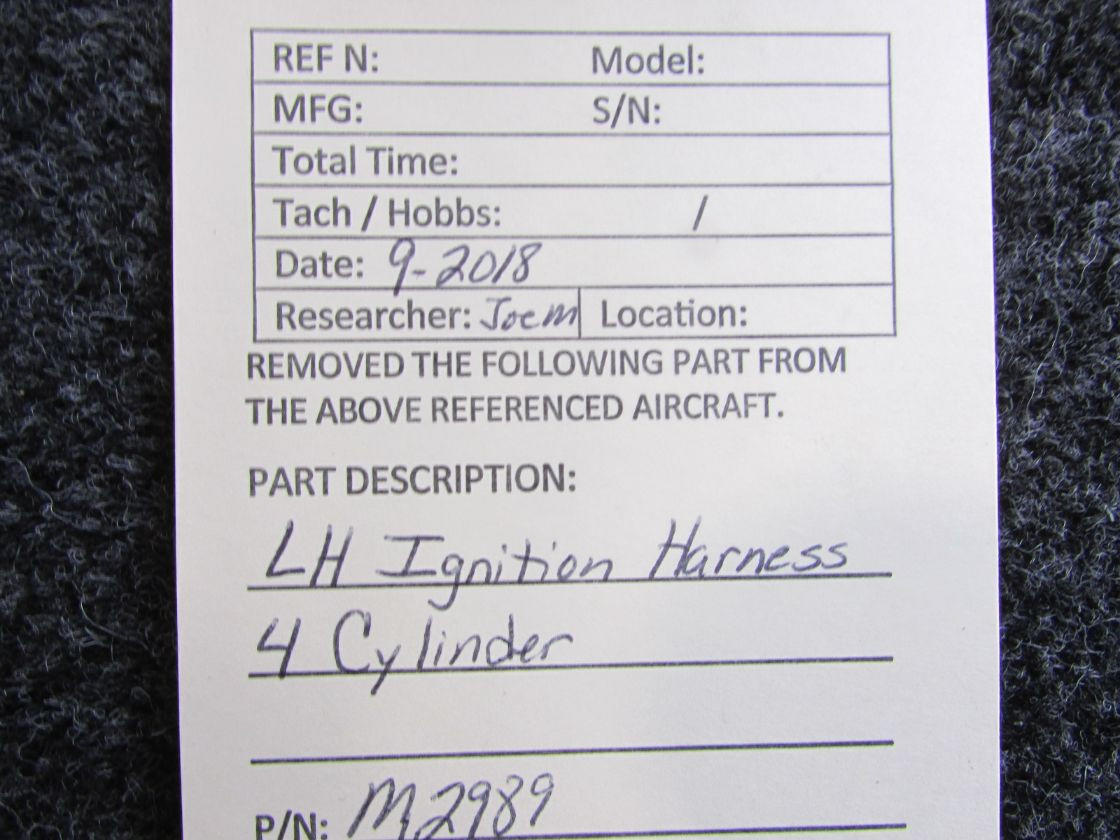 REF N: Model:
MFG: S/N:
Total Time:
Tach / Hobbs: /
Date: 9-2018
Researcher: Joe M Location:
REMOVED THE FOLLOWING PART FROM
THE ABOVE REFERENCED AIRCRAFT.
PART DESCRIPTION:
LH Ignition Harness
4 Cylinder
P/N: M2989